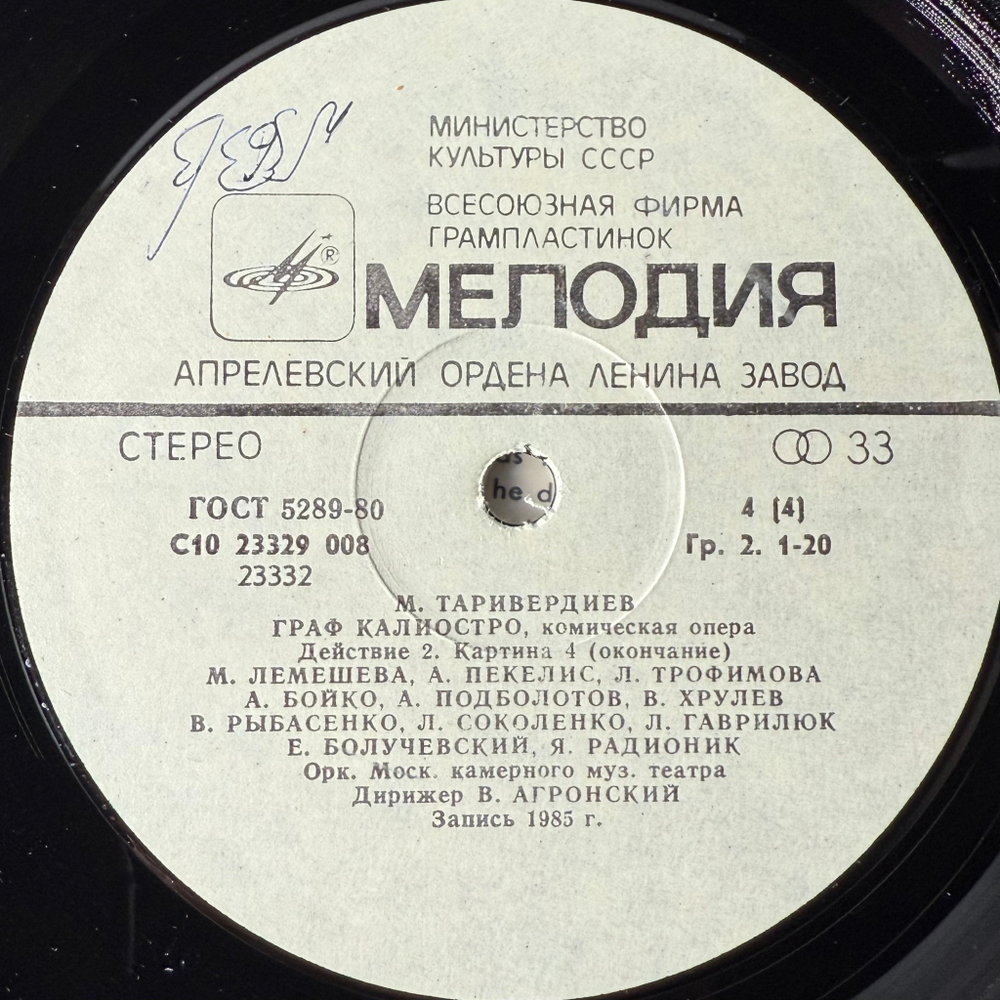 МИНИСТЕРСТВО
КУЛЬТУРЫ СССР
ВСЕСОЮЗНАЯ ФИРМА
ГРАМПЛАСТИНОК
®
МЕЛОДИЯ
АПРЕЛЕВСКИЙ ОРДЕНА ЛЕНИНА ЗАВОД
СТЕРЕО
33
he d
ГОСТ 5289-80
4 (4)
С10 23329 008
Гр. 2. 1-20
23332
М. ТАРИВЕРДИЕВ
ГРАФ КАЛИОСТРО, комическая опера
Действие 2. Картина 4 (окончание)
М. ЛЕМЕШЕВА, А. ПЕКЕЛИС, Л. ТРОФИМОВА
А. БОЙКО, А. ПОДБОЛОТОВ, В. ХРУЛЕВ
В. РЫБАСЕНКО, Л. СОКОЛЕНКО, Л. ГАВРИЛЮК
Е. БОЛУЧЕВСКИЙ, Я. РАДИОНИК
Орк. Моск. камерного муз. театра
Дирижер В. АГРОНСКИЙ
Запись 1985 г.